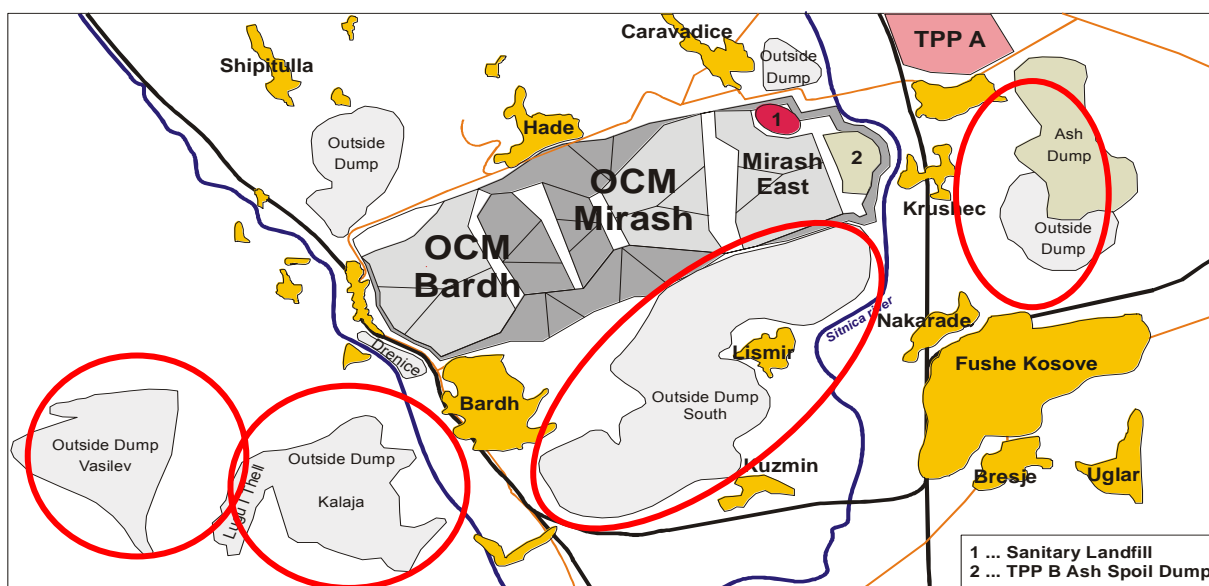 Caravadice
TPP A
Shipitulla
Outside
Dump
Hade
1
Ash
Dump
Outside
Dump
Mirash
East
2
OCM
Mirash
Krushec
Outside
Dump
OCM
Bardh
Sitnica river
Nakarade
Drenice
Lismir
Fushe Kosove
Bardh
Outside Dump
South
Outside Dump
Vasilev
Outside Dump
Kalaja
Lugu I Thell
Kuzmin
Bresje
Uglar
1 ... Sanitary Landfill
2 ... TPP B Ash Spoil Dump